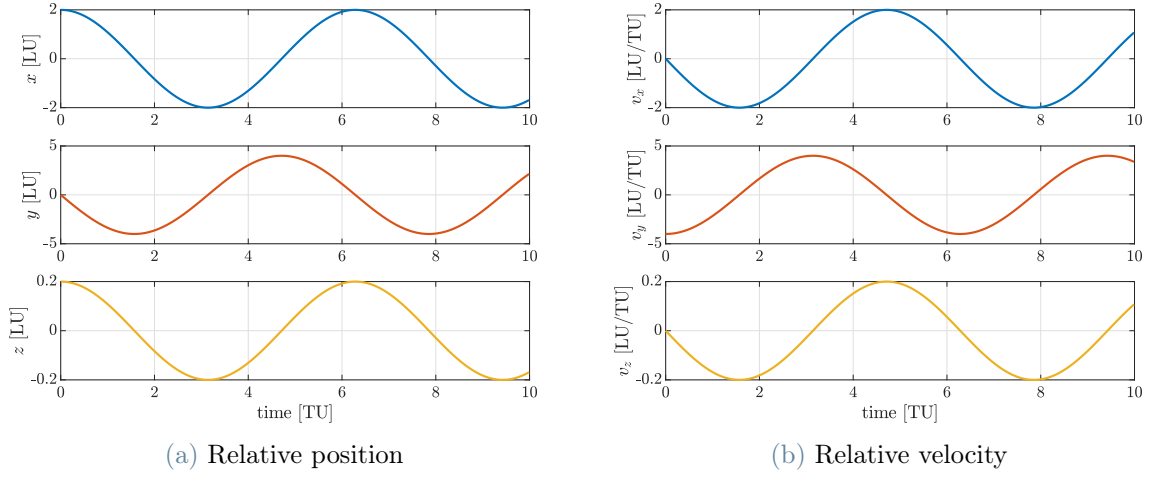 2
0
-2
x [LU]
0 2 4 6 8 10
5
0
-5
y [LU]
0 2 4 6 8 10
0.2
0
-0.2
z [LU]
0 2 4 6 8 10
time [TU]
(a) Relative position
2
0
-2
v_x [LU/TU]
0 2 4 6 8 10
5
0
-5
v_y [LU/TU]
0 2 4 6 8 10
0.2
0
-0.2
v_z [LU/TU]
0 2 4 6 8 10
time [TU]
(b) Relative velocity